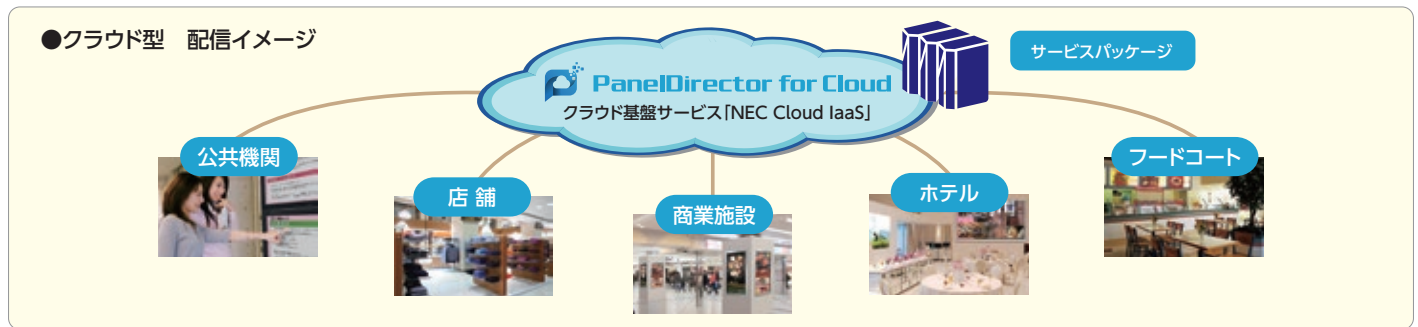 ●クラウド型　配信イメージ
PanelDirector for Cloud
クラウド基盤サービス「NEC Cloud IaaS」
サービスパッケージ
公共機関
店 舗
商業施設
ホテル
フードコート